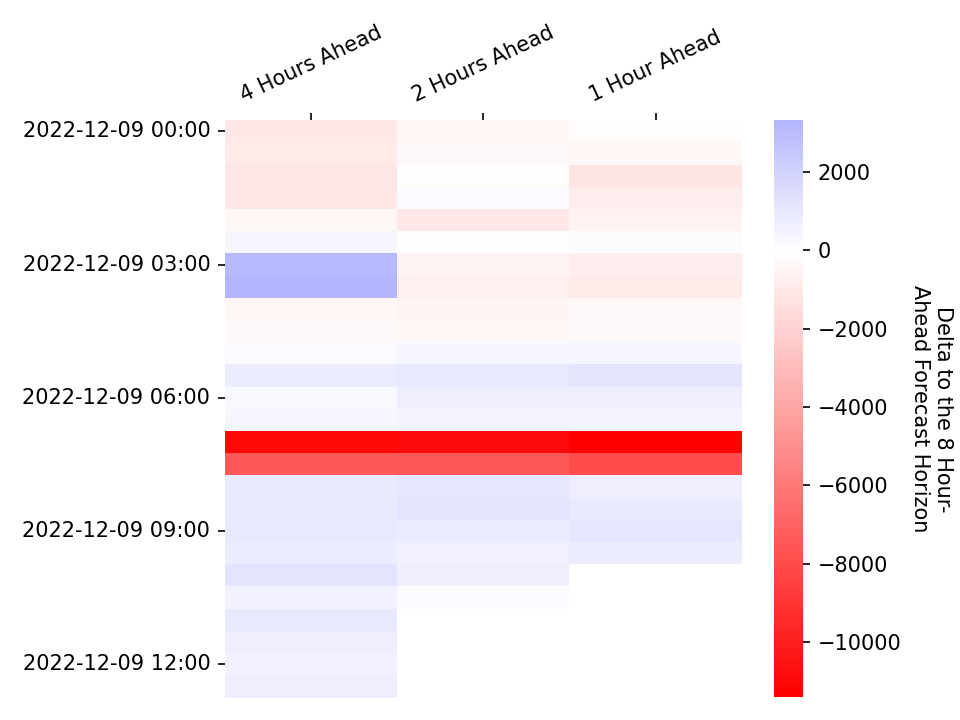 4 Hours Ahead
2 Hours Ahead
1 Hour Ahead
2022-12-09 00:00
2022-12-09 03:00
2022-12-09 06:00
2022-12-09 09:00
2022-12-09 12:00
2000
0
−2000
−4000
−6000
−8000
−10000
Delta to the 8 Hour-
Ahead Forecast Horizon